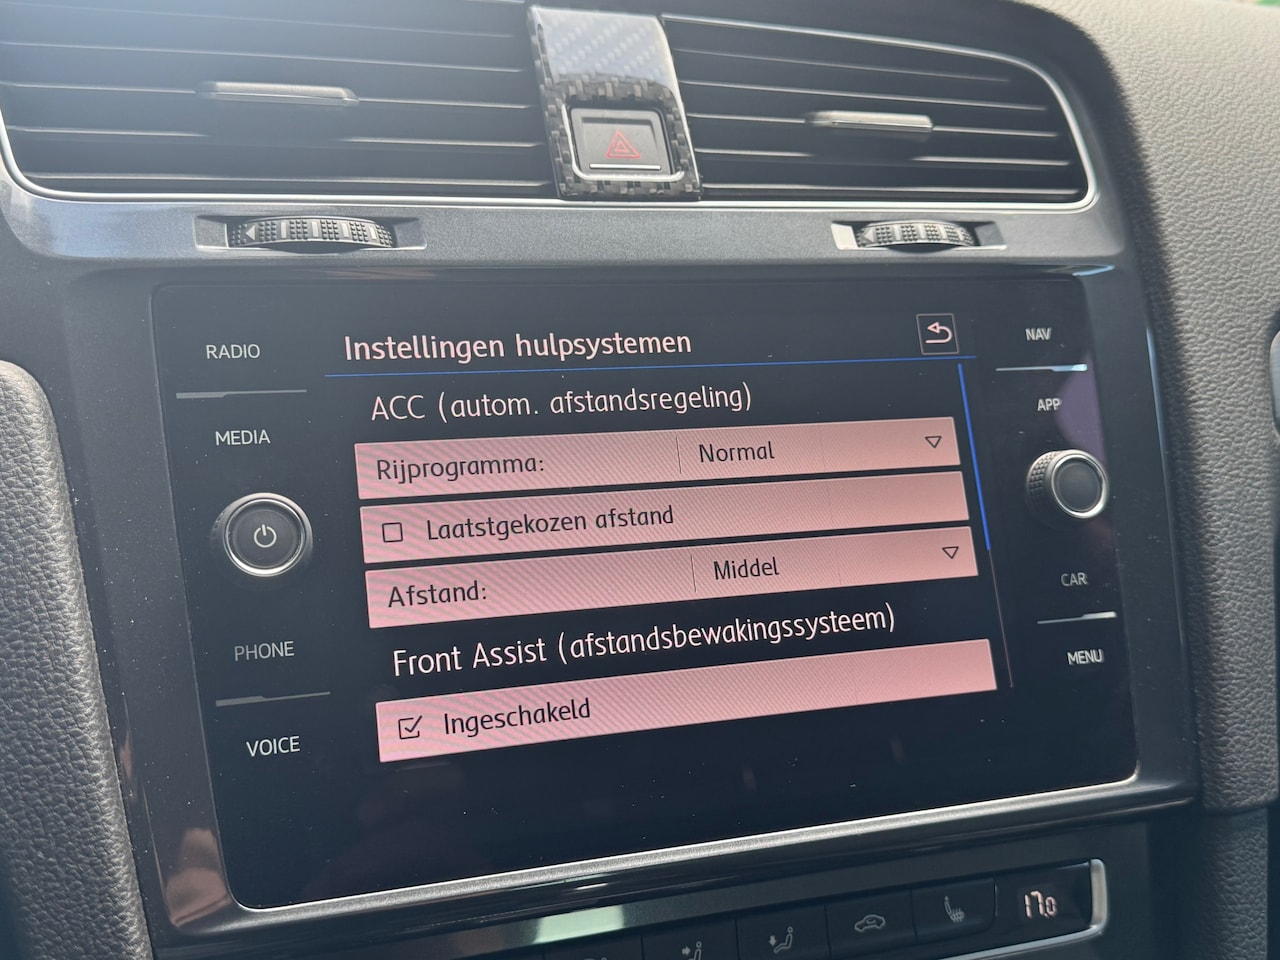 RADIO
MEDIA
PHONE
VOICE
Instellingen hulpsystemen
ACC (autom. afstandsregeling)
Rijprogramma: Normal
Laatstgekozen afstand
Afstand: Middel
Front Assist (afstandsbewakingssysteem)
Ingeschakeld
NAV
APP
CAR
MENU
17.0